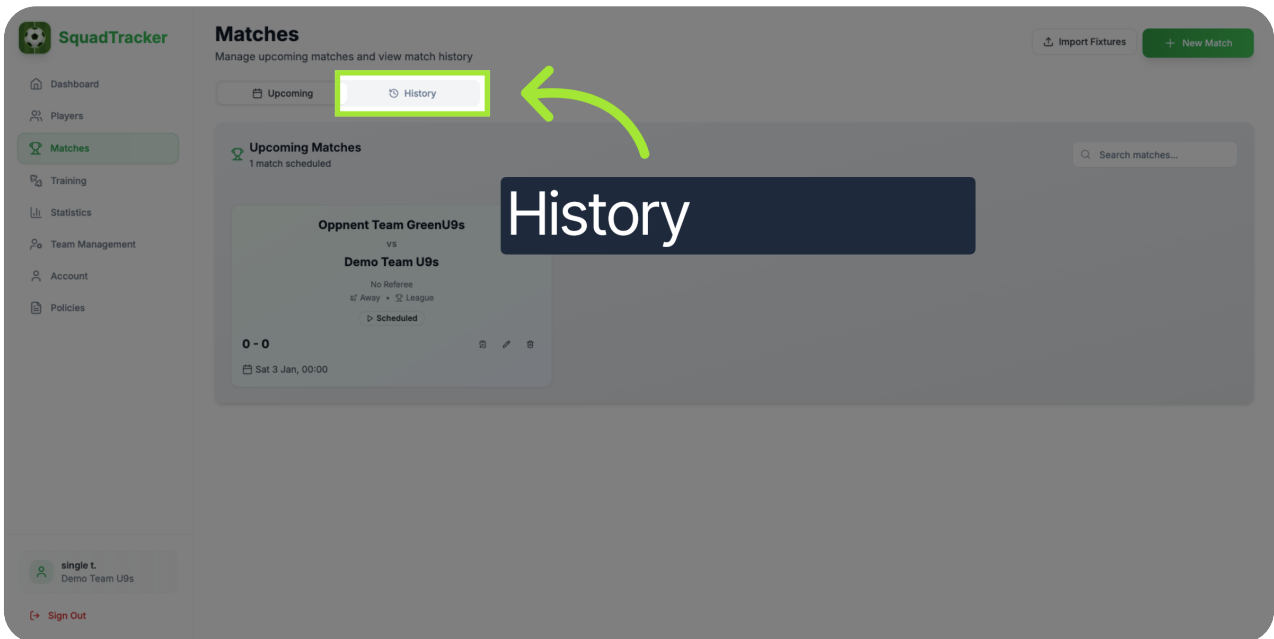 SquadTracker
Dashboard
Players
Matches
Training
Statistics
Team Management
Account
Policies
single t.
Demo Team U9s
Sign Out
Matches
Manage upcoming matches and view match history
Import Fixtures
+ New Match
Upcoming
History
Upcoming Matches
1 match scheduled
Search matches...
History
Oppnent Team GreenU9s
vs
Demo Team U9s
No Referee
Away • League
Scheduled
0 - 0
Sat 3 Jan, 00:00